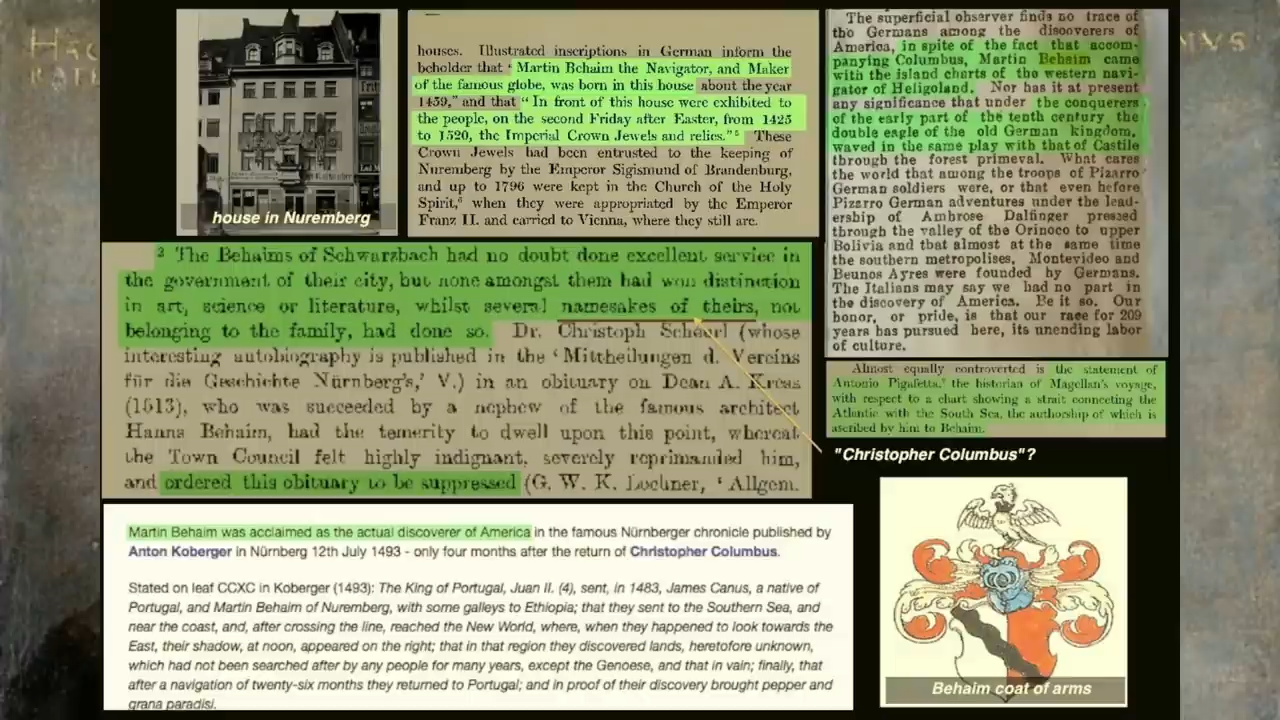 house in Nuremberg
houses. Illustrated inscriptions in German inform the
beholder that " Martin Behaim the Navigator, and Maker
of the famous globe, was born in this house about the year
1459," and that " In front of this house were exhibited to
the people, on the second Friday after Easter, from 1425
to 1520, the Imperial Crown Jewels and relics." 5 These
Crown Jewels had been entrusted to the keeping of
Nuremberg by the Emperor Sigismund of Brandenburg,
and up to 1796 were kept in the Church of the Holy
Spirit,6 when they were appropriated by the Emperor
Franz II. and carried to Vienna, where they still are.
The superficial observer finds no trace of
the Germans among the discoverers of
America, in spite of the fact that accom-
panying Columbus, Martin Behaim came
with the island charts of the western navi-
gator of Heligoland. Nor has it at present
any significance that under the conquerers
of the early part of the tenth century the
double eagle of the old German kingdom,
waved in the same play with that of Castile
through the forest primeval. What cares
the world that among the troops of Pizarro
German soldiers were, or that even before
Pizarro German adventures under the lead-
ership of Ambrose Dalfinger pressed
through the valley of the Orinoco to upper
Bolivia and that almost at the same time
the southern metropolises, Montevideo and
Beunos Ayres were founded by Germans.
The Italians may say we had no part in
the discovery of America. Be it so. Our
honor, or pride, is that our race for 209
years has pursued here, its unending labor
of culture.
3 The Behaims of Schwarzbach had no doubt done excellent service in
the government of their city, but none amongst them had won distinction
in art, science or literature, whilst several namesakes of theirs, not
belonging to the family, had done so. Dr. Christoph Scheurl (whose
interesting autobiography is published in the ' Mittheilungen d. Vereins
für die Geschichte Nürnberg's,' V.) in an obituary on Dean A. Kress
(1513), who was succeeded by a nephew of the famous architect
Hanns Behaim, had the temerity to dwell upon this point, whereat
the Town Council felt highly indignant, severely reprimanded him,
and ordered this obituary to be suppressed (G. W. K. Lochner, ' Allgem.
Almost equally controverted is the statement of
Antonio Pigafetta, the historian of Magellan's voyage,
with respect to a chart showing a strait conneting the
Atlantic with the South Sea, the authorship of which is
ascribed by him to Behaim.
"Christopher Columbus"?
Martin Behaim was acclaimed as the actual discoverer of America in the famous Nürnberger chronicle published by
Anton Koberger in Nürnberg 12th July 1493 - only four months after the return of Christopher Columbus.
Stated on leaf CCXC in Koberger (1493): The King of Portugal, Juan II. (4), sent, in 1483, James Canus, a native of
Portugal, and Martin Behaim of Nuremberg, with some galleys to Ethiopia; that they sent to the Southern Sea, and
near the coast, and, after crossing the line, reached the New World, where, when they happened to look towards the
East, their shadow, at noon, appeared on the right; that in that region they discovered lands, heretofore unknown,
which had not been searched after by any people for many years, except the Genoese, and that in vain; finally, that
after a navigation of twenty-six months they returned to Portugal; and in proof of their discovery brought pepper and
grana paradisi.
Behaim coat of arms